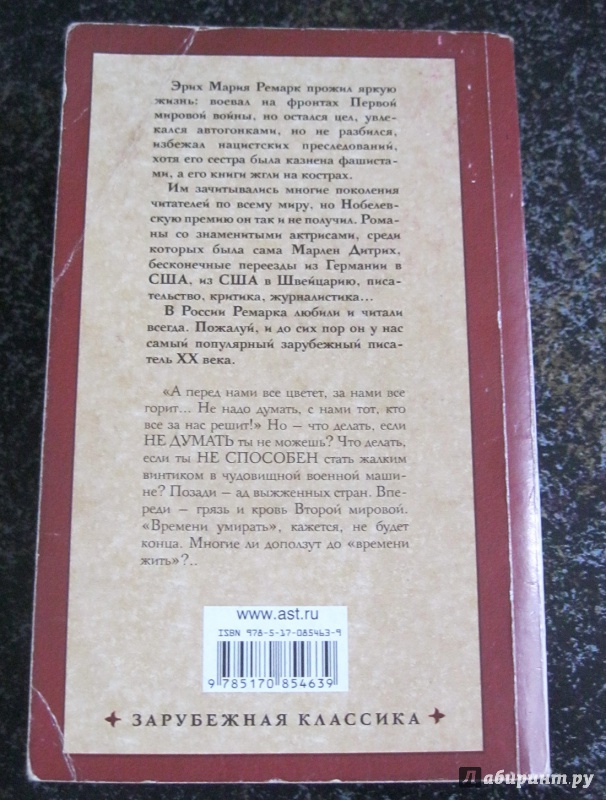 Эрих Мария Ремарк прожил яркую
жизнь: воевал на фронтах Первой
мировой войны, но остался цел, увле-
кался автогонками, но не разбился,
избежал нацистских преследований,
хотя его сестра была казнена фашиста-
ми, а его книги жгли на кострах.
Им зачитывались многие поколения
читателей по всему миру, но Нобелев-
скую премию он так и не получил. Рома-
ны со знаменитыми актрисами, среди
которых была сама Марлен Дитрих,
бесконечные переезды из Германии в
США, из США в Швейцарию, писа-
тельство, критика, журналистика...
В России Ремарка любили и читали
всегда. Пожалуй, и до сих пор он у нас
самый популярный зарубежный писа-
тель XX века.
«А перед нами все цветет, за нами все
горит... Не надо думать, с нами тот, кто
все за нас решит!» Но – что делать, если
НЕ ДУМАТЬ ты не можешь? Что делать,
если ты НЕ СПОСОБЕН стать жалким
винтиком в чудовищной военной маши-
не? Позади – ад выжженных стран. Впе-
реди – грязь и кровь Второй мировой.
«Времени умирать», кажется, не будет
конца. Многие ли доползут до «времени
жить»?..
www.ast.ru
ISBN 978-5-17-085463-9
9 785170 854639
ЗАРУБЕЖНАЯ КЛАССИКА
Лабиринт.ру